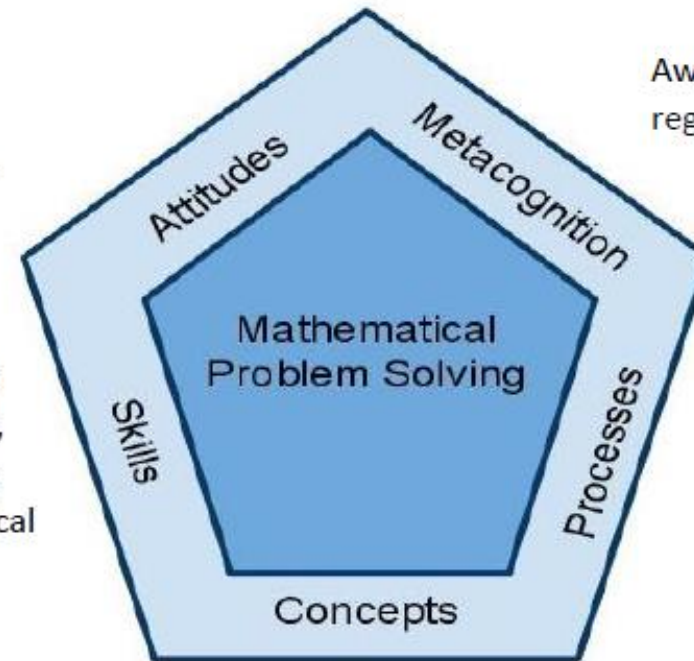 Attitudes
Metacognition
Mathematical
Problem Solving
Skills
Processes
Concepts